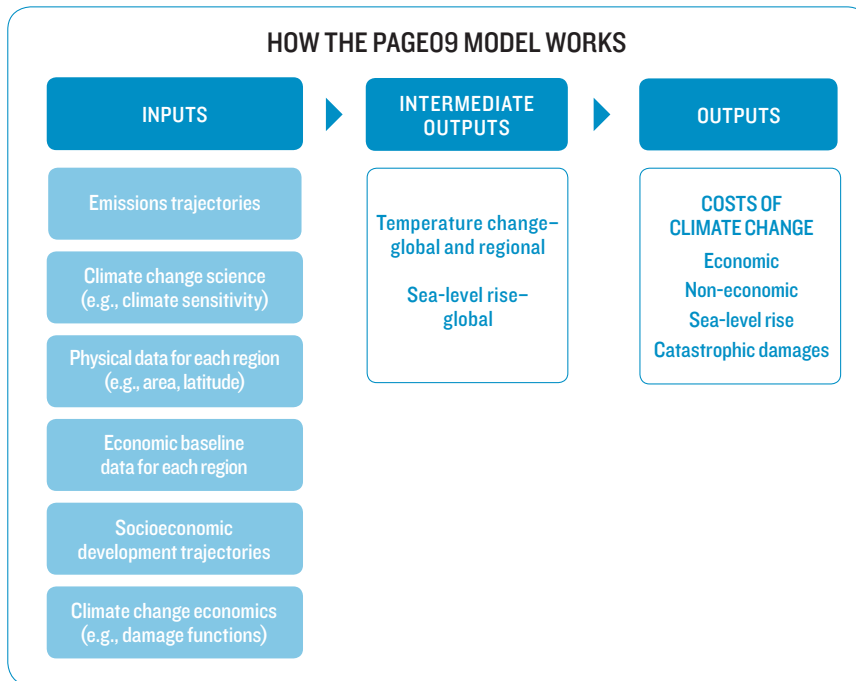 HOW THE PAGE09 MODEL WORKS
INPUTS
Emissions trajectories
Climate change science
(e.g., climate sensitivity)
Physical data for each region
(e.g., area, latitude)
Economic baseline
data for each region
Socioeconomic
development trajectories
Climate change economics
(e.g., damage functions)
INTERMEDIATE
OUTPUTS
Temperature change–
global and regional
Sea-level rise–
global
OUTPUTS
COSTS OF
CLIMATE CHANGE
Economic
Non-economic
Sea-level rise
Catastrophic damages